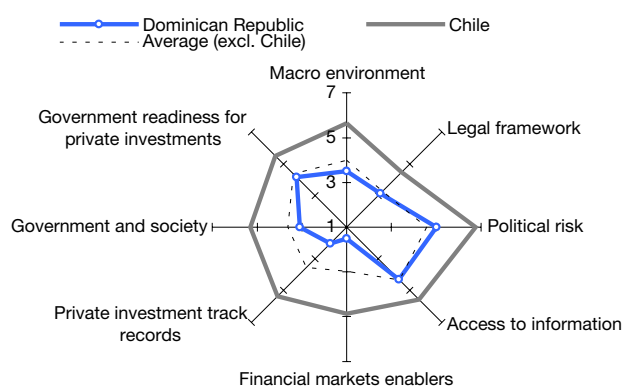 Dominican Republic
Chile
Average (excl. Chile)
Macro environment
7
Government readiness for
private investments
Legal framework
5
3
Government and society
1
Political risk
Private investment track
records
Access to information
Financial markets enablers